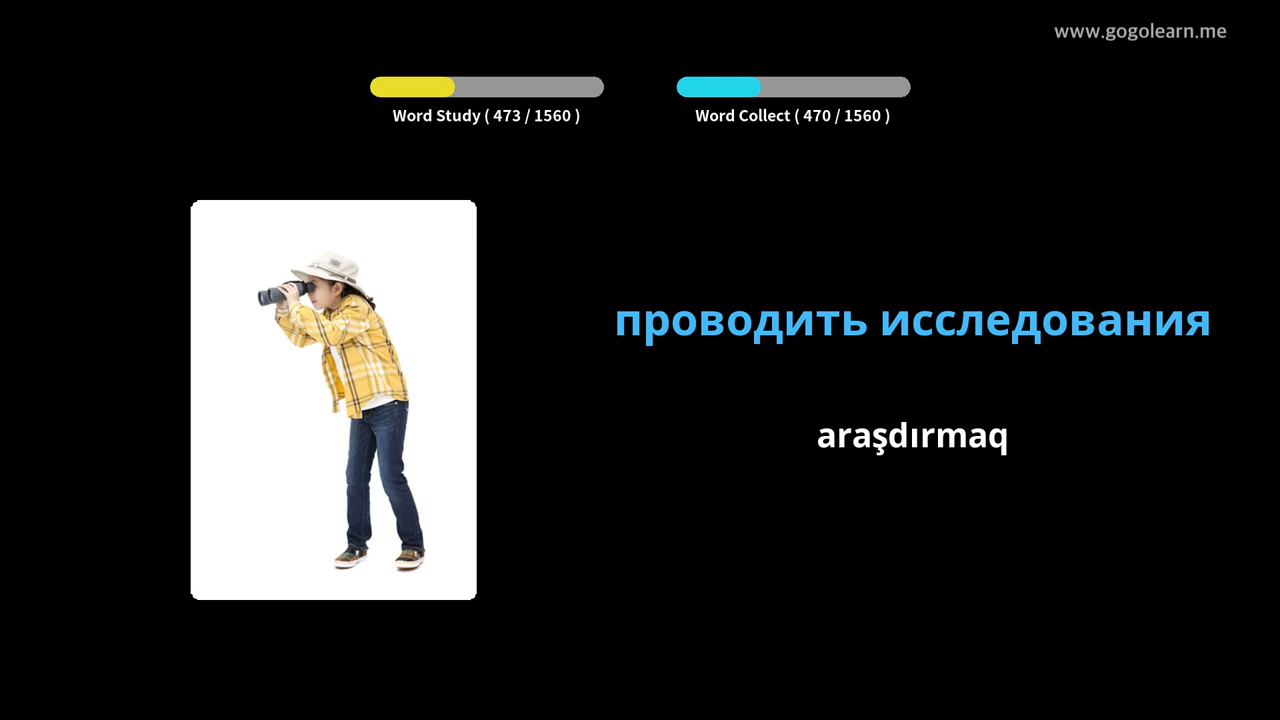 www.gogolearn.me
Word Study ( 473 / 1560 )
Word Collect ( 470 / 1560 )
проводить исследования
araşdırmaq